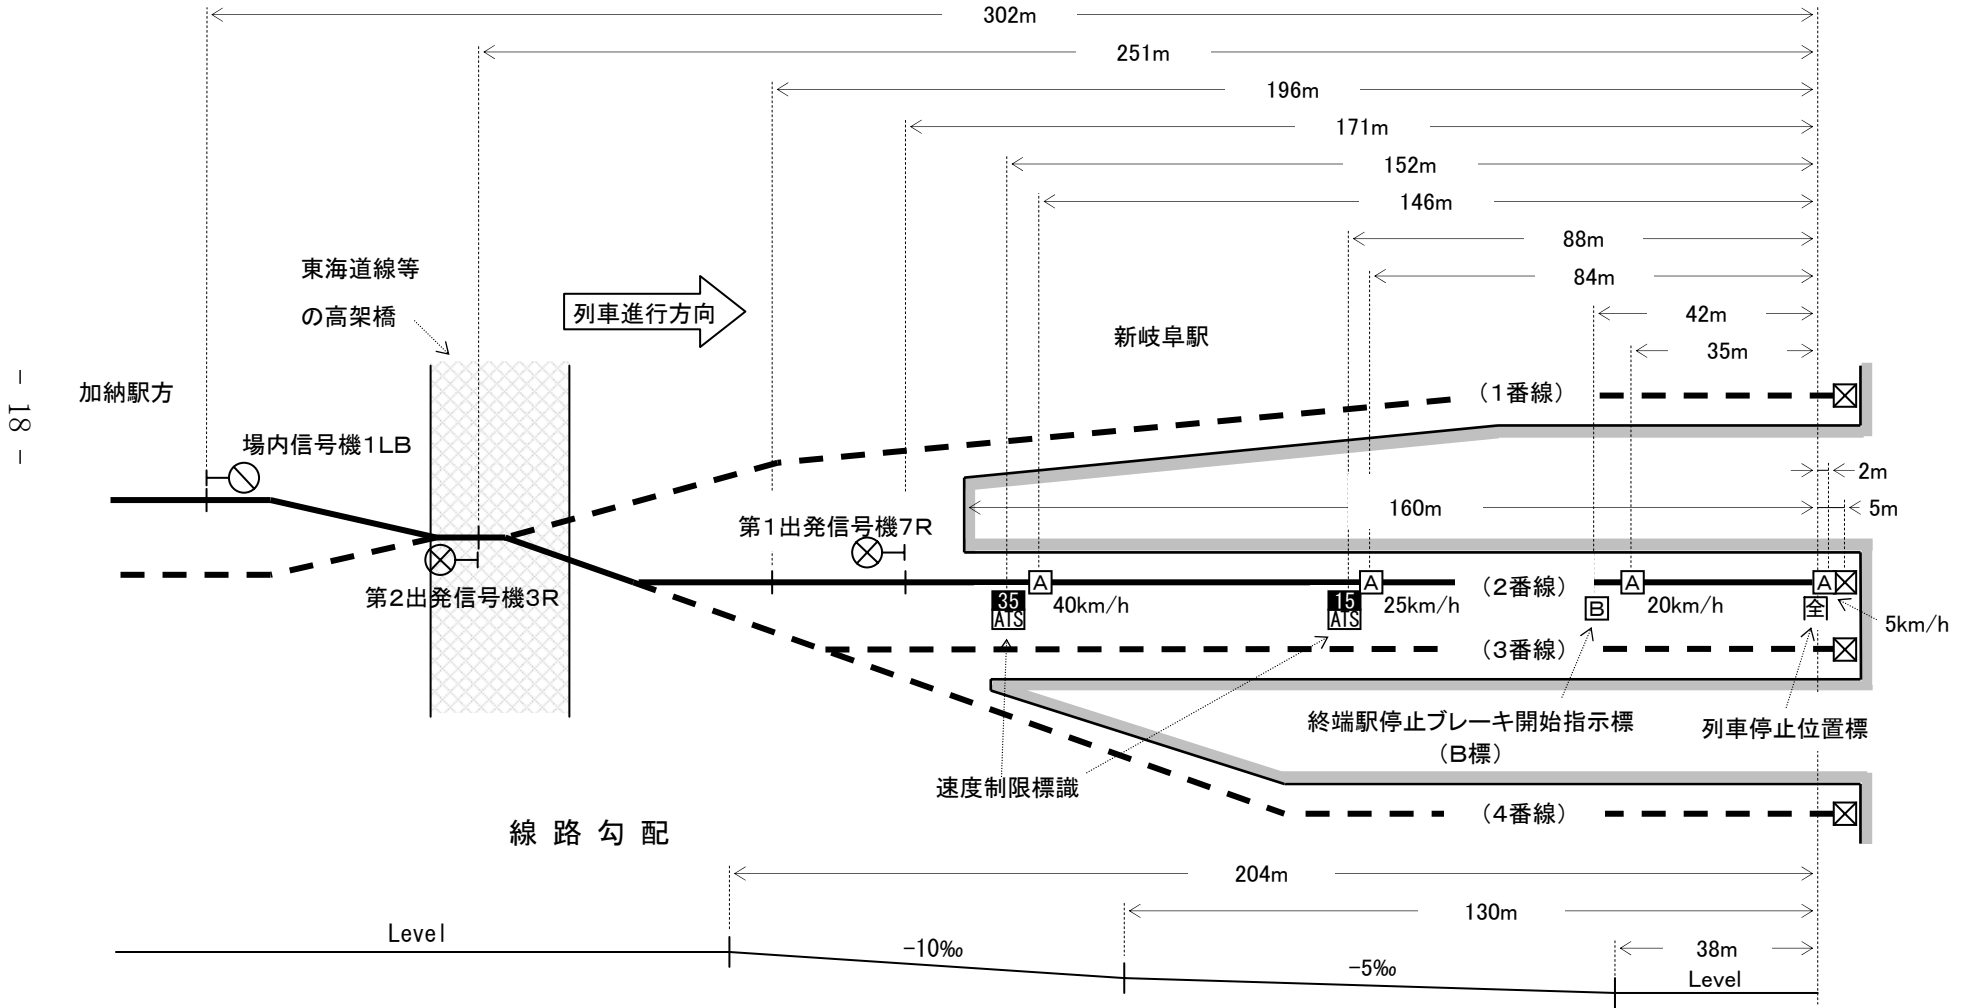 302m
251m
196m
171m
152m
146m
88m
84m
42m
35m
東海道線等
の高架橋
列車進行方向
新岐阜駅
加納駅方
(1番線)
場内信号機1LB
2m
160m
5m
第1出発信号機7R
第2出発信号機3R
A
A
(2番線)
A
A
35
ATS
40km/h
15
ATS
25km/h
B
20km/h
全
5km/h
(3番線)
終端駅停止ブレーキ開始指示標
(B標)
列車停止位置標
速度制限標識
(4番線)
線路勾配
204m
130m
Level
-10‰
-5‰
38m
Level
- 18 -